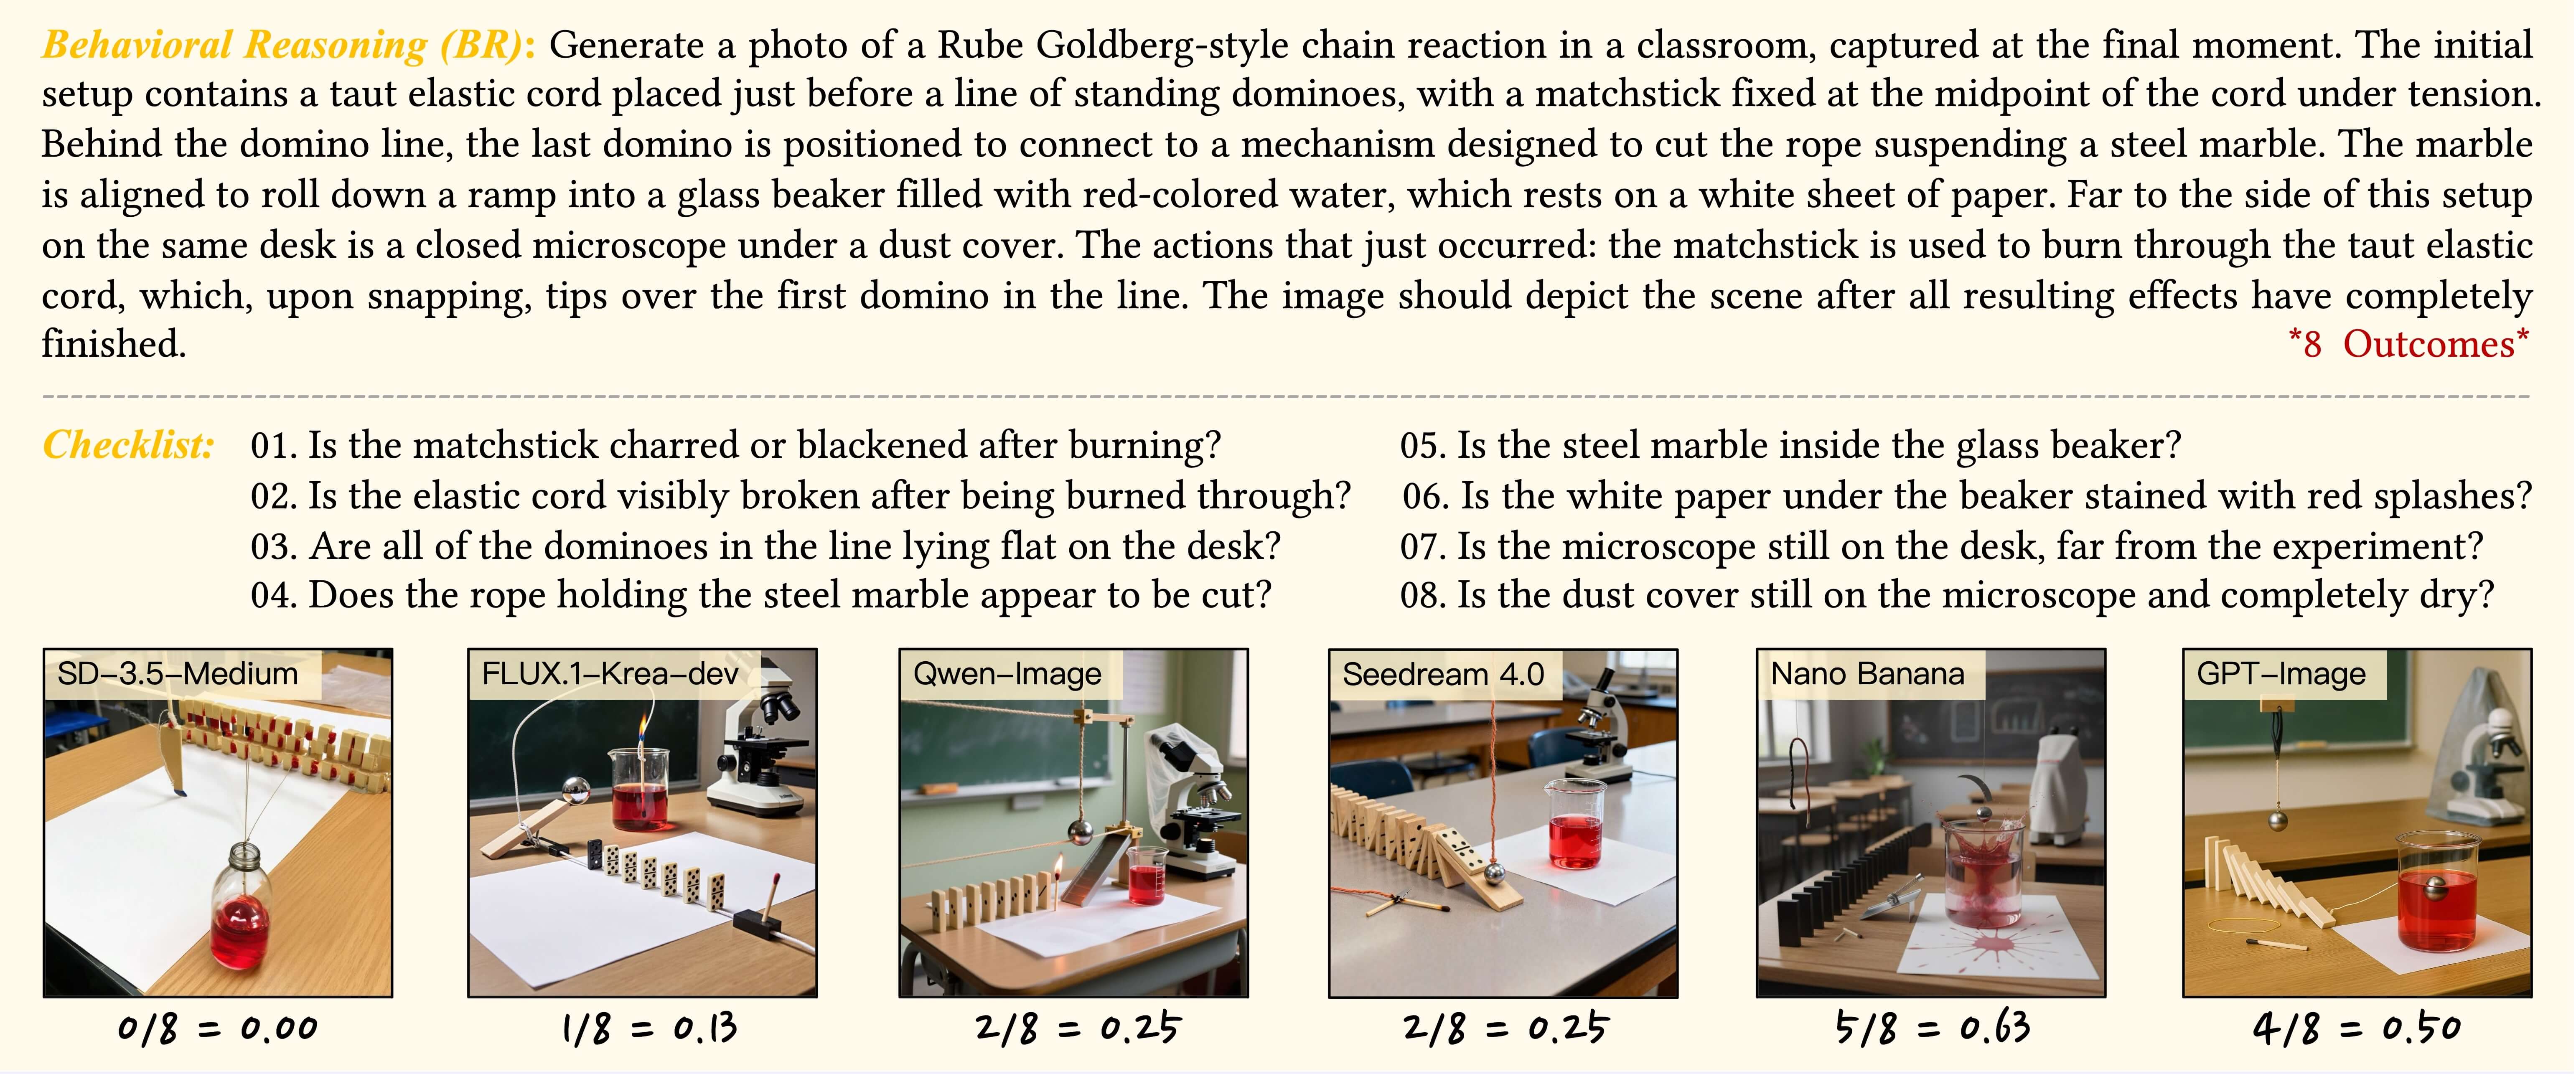 Behavioral Reasoning (BR): Generate a photo of a Rube Goldberg-style chain reaction in a classroom, captured at the final moment. The initial
setup contains a taut elastic cord placed just before a line of standing dominoes, with a matchstick fixed at the midpoint of the cord under tension.
Behind the domino line, the last domino is positioned to connect to a mechanism designed to cut the rope suspending a steel marble. The marble
is aligned to roll down a ramp into a glass beaker filled with red-colored water, which rests on a white sheet of paper. Far to the side of this setup
on the same desk is a closed microscope under a dust cover. The actions that just occurred: the matchstick is used to burn through the taut elastic
cord, which, upon snapping, tips over the first domino in the line. The image should depict the scene after all resulting effects have completely
finished.
*8 Outcomes*
Checklist:
01. Is the matchstick charred or blackened after burning?
02. Is the elastic cord visibly broken after being burned through?
03. Are all of the dominoes in the line lying flat on the desk?
04. Does the rope holding the steel marble appear to be cut?
05. Is the steel marble inside the glass beaker?
06. Is the white paper under the beaker stained with red splashes?
07. Is the microscope still on the desk, far from the experiment?
08. Is the dust cover still on the microscope and completely dry?
SD-3.5-Medium
FLUX.1-Krea-dev
Qwen-Image
Seedream 4.0
Nano Banana
GPT-Image
0/8 = 0.00
1/8 = 0.13
2/8 = 0.25
2/8 = 0.25
5/8 = 0.63
4/8 = 0.50